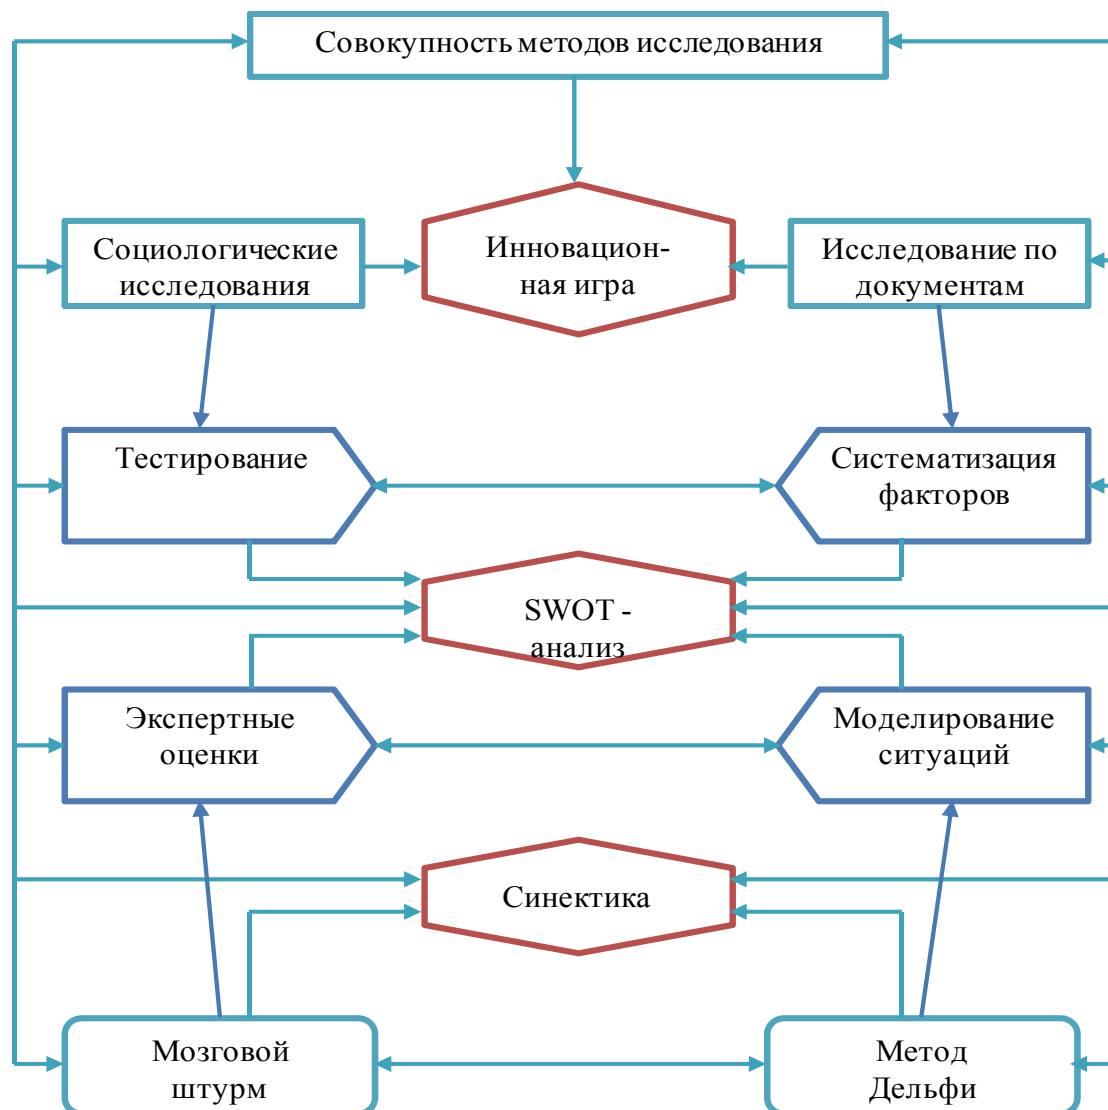 Совокупность методов исследования
Социологические
исследования
Инновацион-
ная игра
Исследование по
документам
Тестирование
Систематизация
факторов
SWOT -
анализ
Экспертные
оценки
Моделирование
ситуаций
Синектика
Мозговой
штурм
Метод
Дельфи